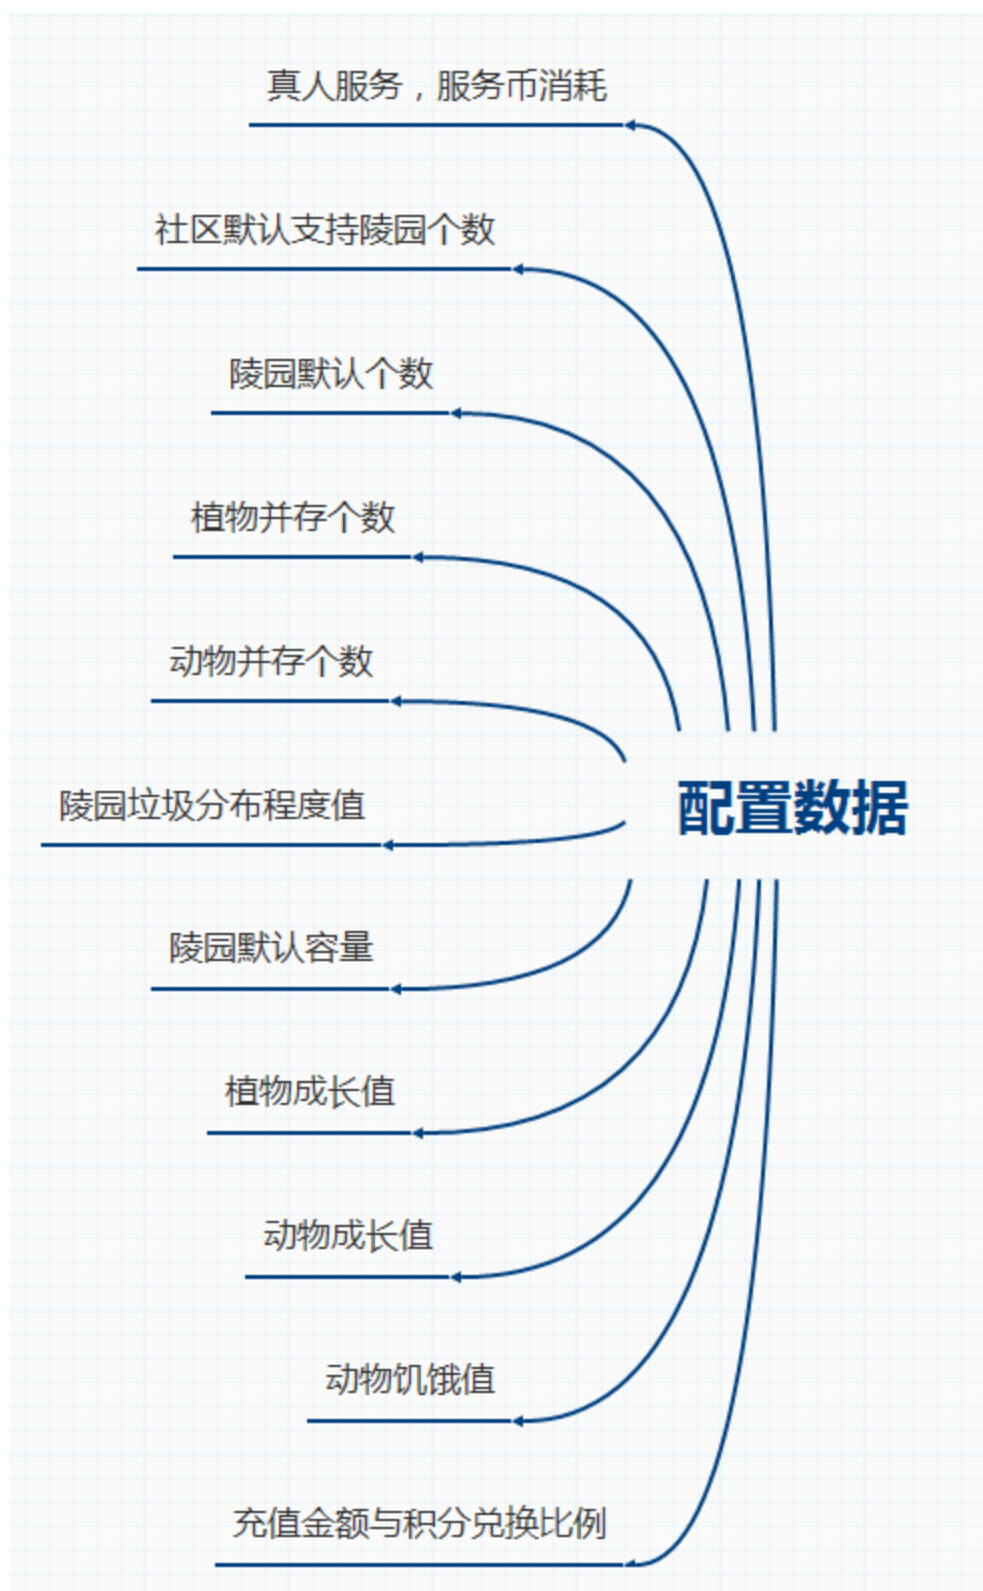 真人服务，服务币消耗
社区默认支持陵园个数
陵园默认个数
植物并存个数
动物并存个数
配置数据
陵园垃圾分布程度值
陵园默认容量
植物成长值
动物成长值
动物饥饿值
充值金额与积分兑换比例